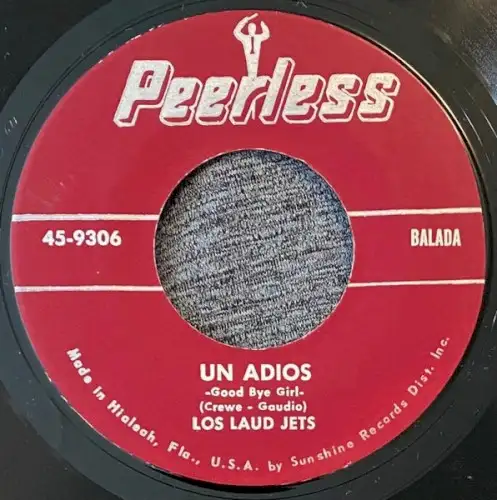 Peerless
45-9306
BALADA
UN ADIOS
-Good Bye Girl-
(Crewe - Gaudio)
LOS LAUD JETS
Made in Hialeah, Fla., U.S.A. by Sunshine Records Dist. Inc.